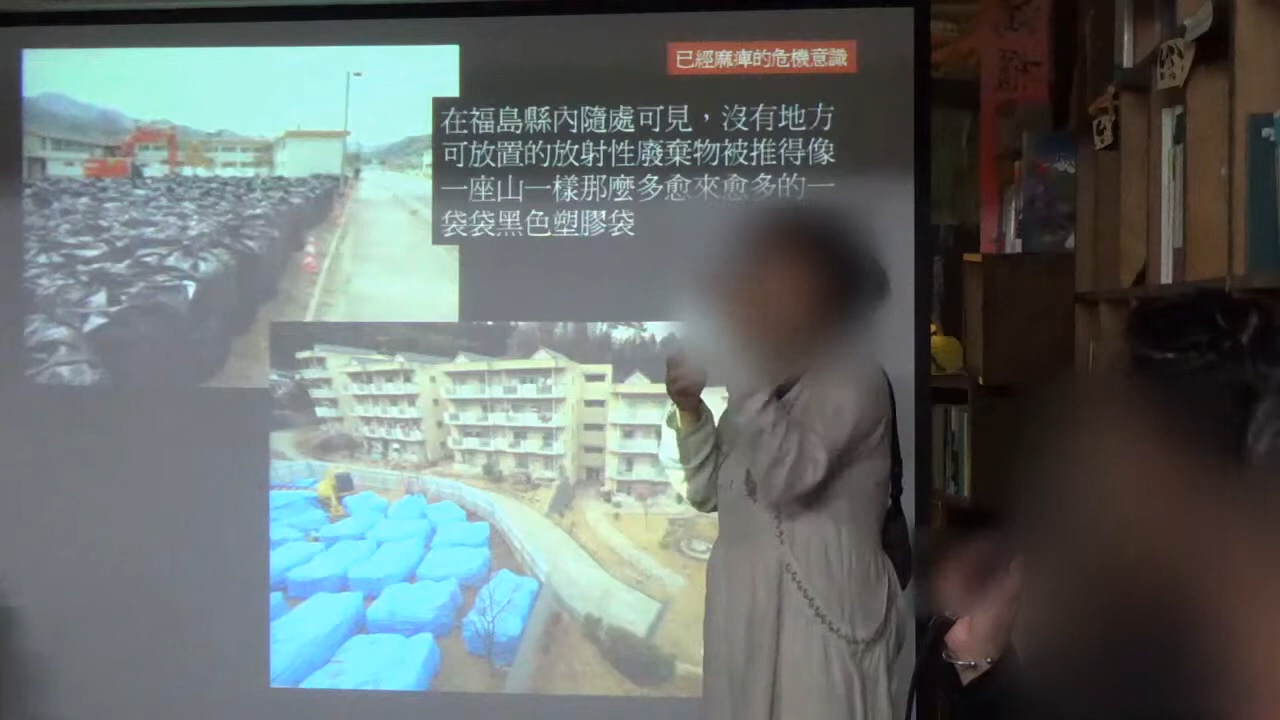 已經麻痺的危機意識
在福島縣內隨處可見，沒有地方
可放置的放射性廢棄物被推得像
一座山一樣那麼多愈來愈多的一
袋袋黑色塑膠袋